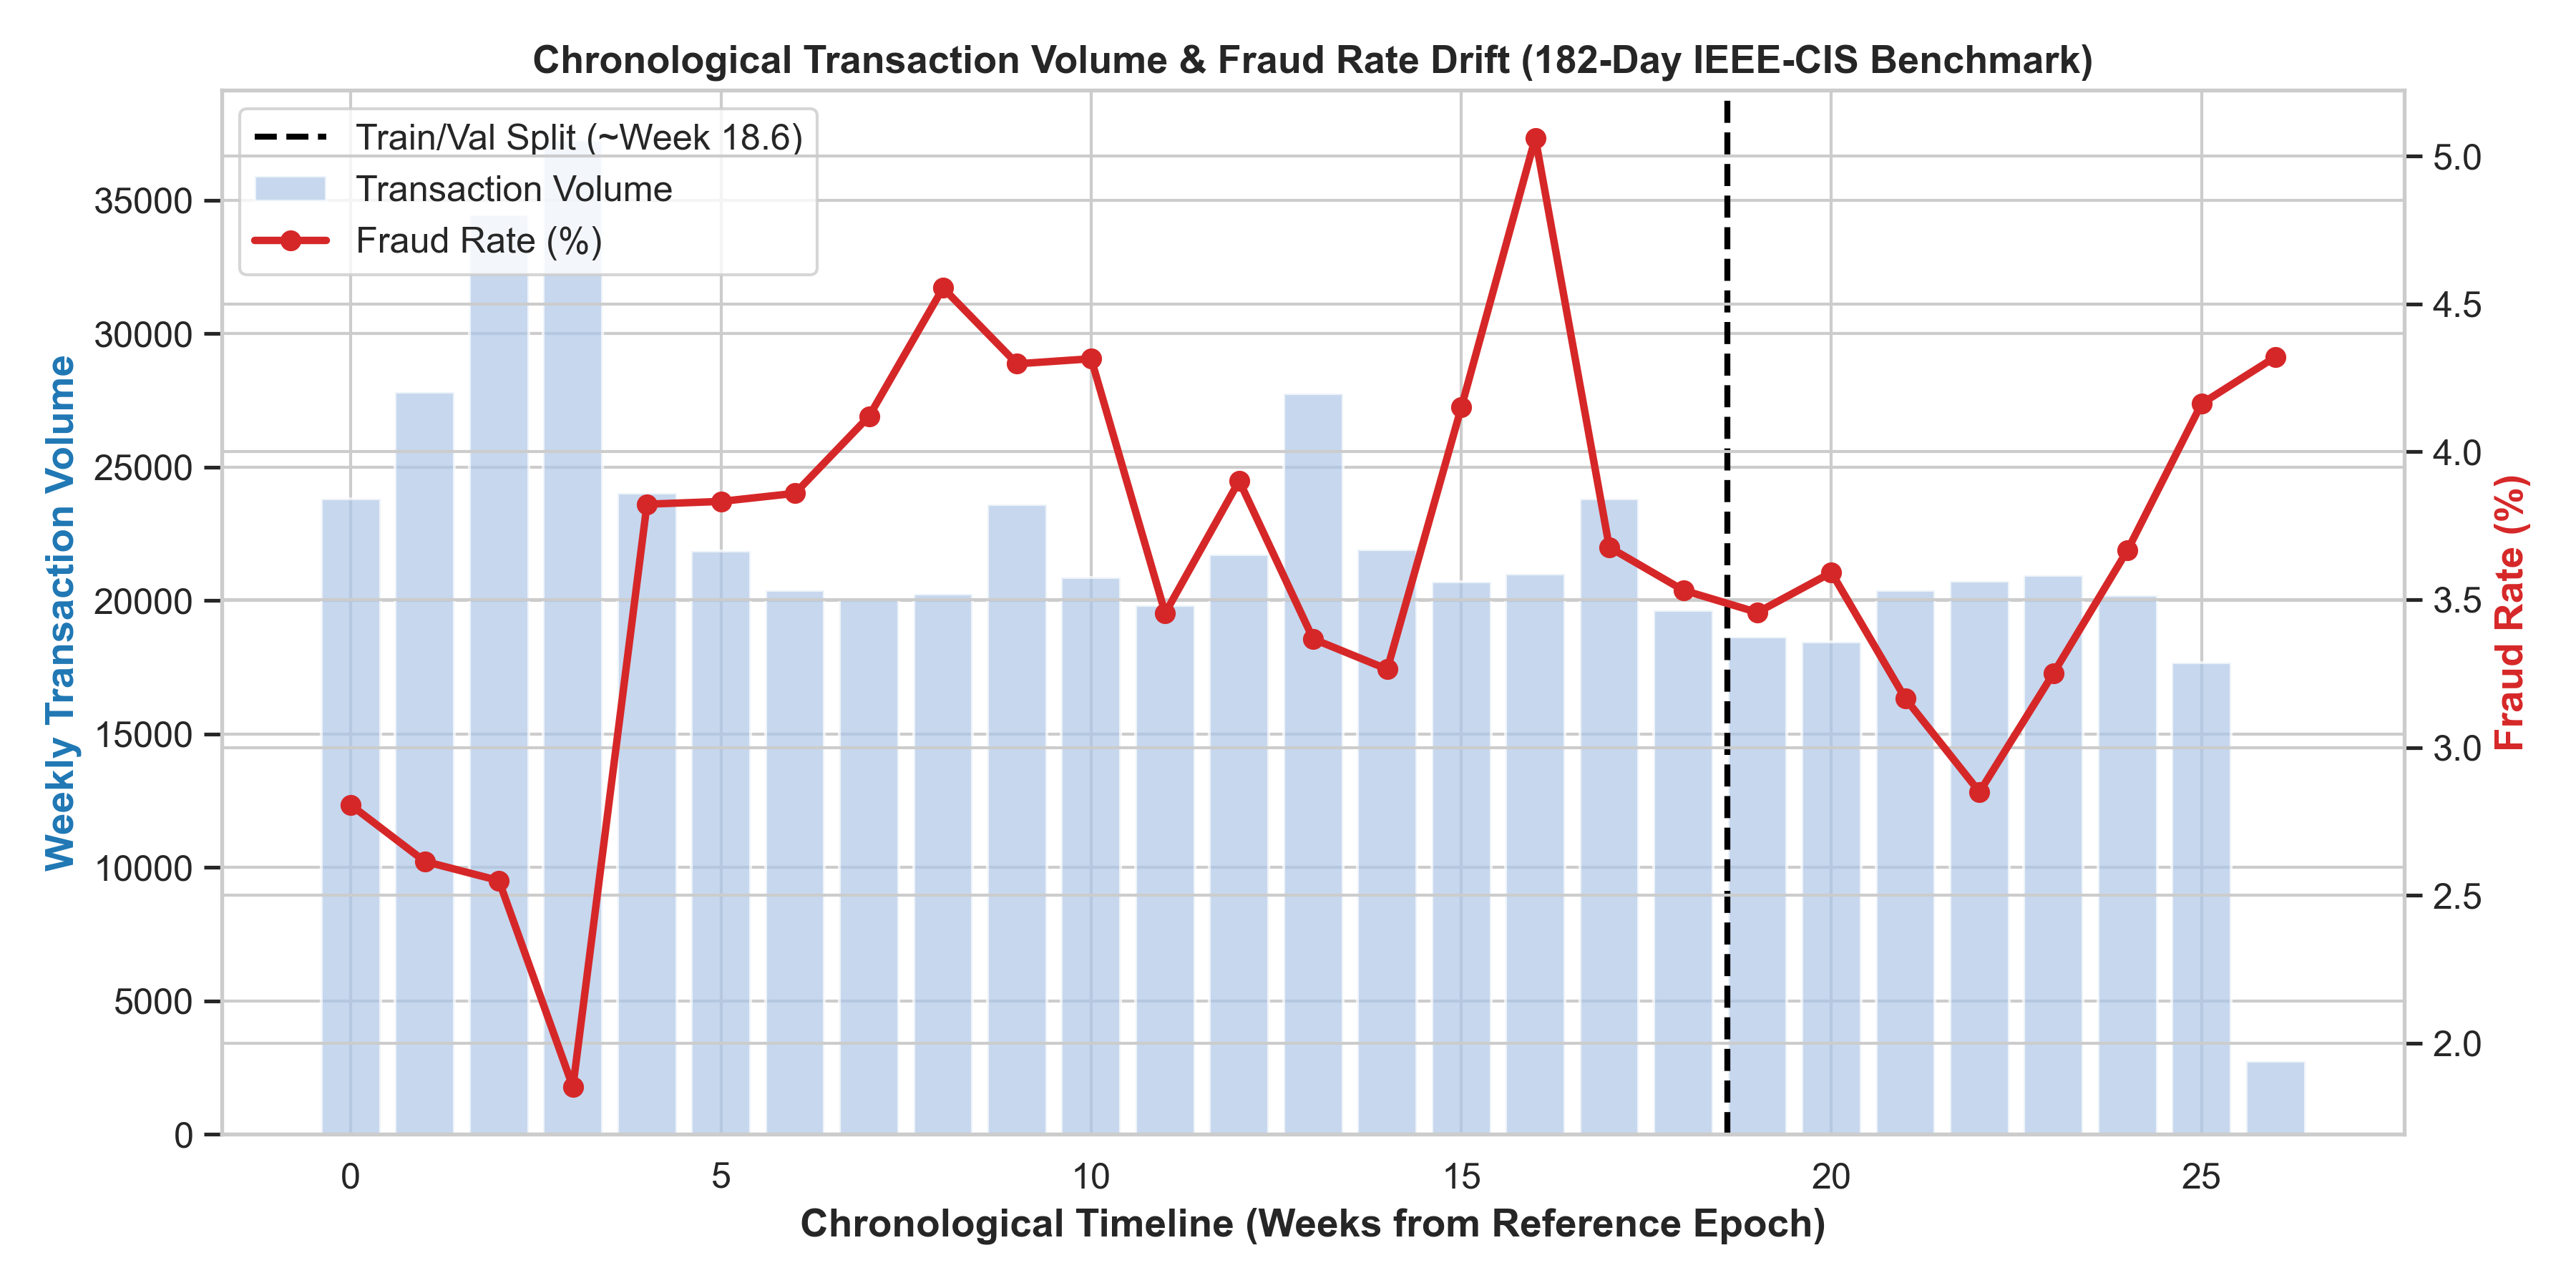 Chronological Transaction Volume & Fraud Rate Drift (182-Day IEEE-CIS Benchmark)
Train/Val Split (~Week 18.6)
Transaction Volume
Fraud Rate (%)
Weekly Transaction Volume
35000
30000
25000
20000
15000
10000
5000
0
5.0
4.5
4.0
3.5
3.0
2.5
2.0
Fraud Rate (%)
0 5 10 15 20 25
Chronological Timeline (Weeks from Reference Epoch)